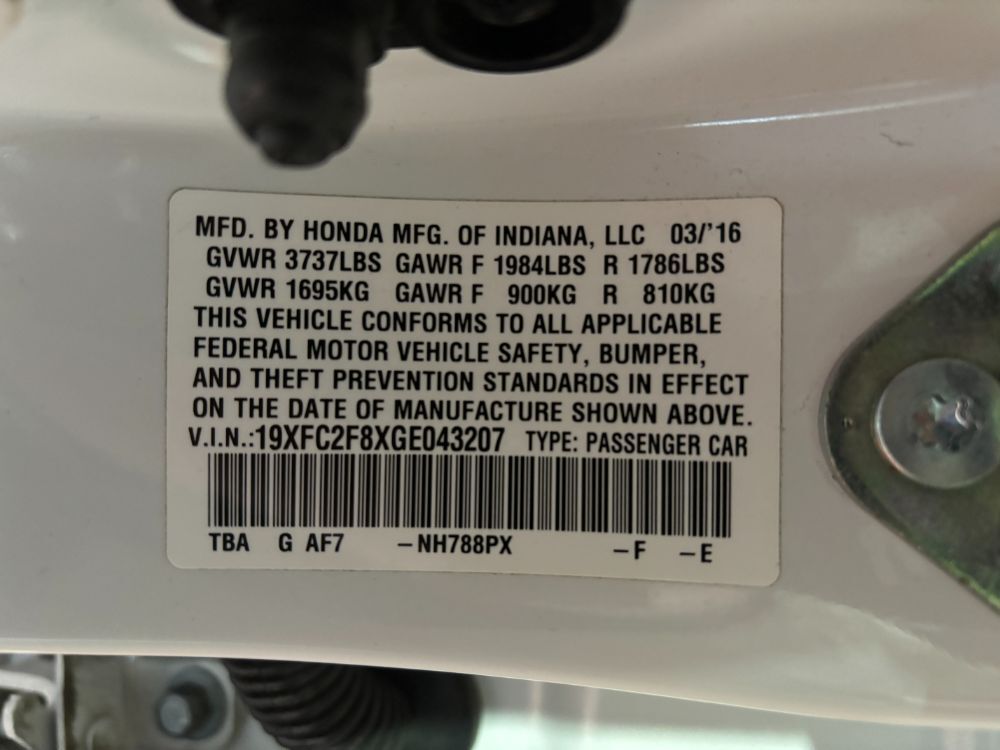 MFD. BY HONDA MFG. OF INDIANA, LLC 03/'16
GVWR 3737LBS GAWR F 1984LBS R 1786LBS
GVWR 1695KG GAWR F 900KG R 810KG
THIS VEHICLE CONFORMS TO ALL APPLICABLE
FEDERAL MOTOR VEHICLE SAFETY, BUMPER,
AND THEFT PREVENTION STANDARDS IN EFFECT
ON THE DATE OF MANUFACTURE SHOWN ABOVE.
V.I.N.:19XFC2F8XGE043207 TYPE: PASSENGER CAR
TBA G AF7 –NH788PX –F –E